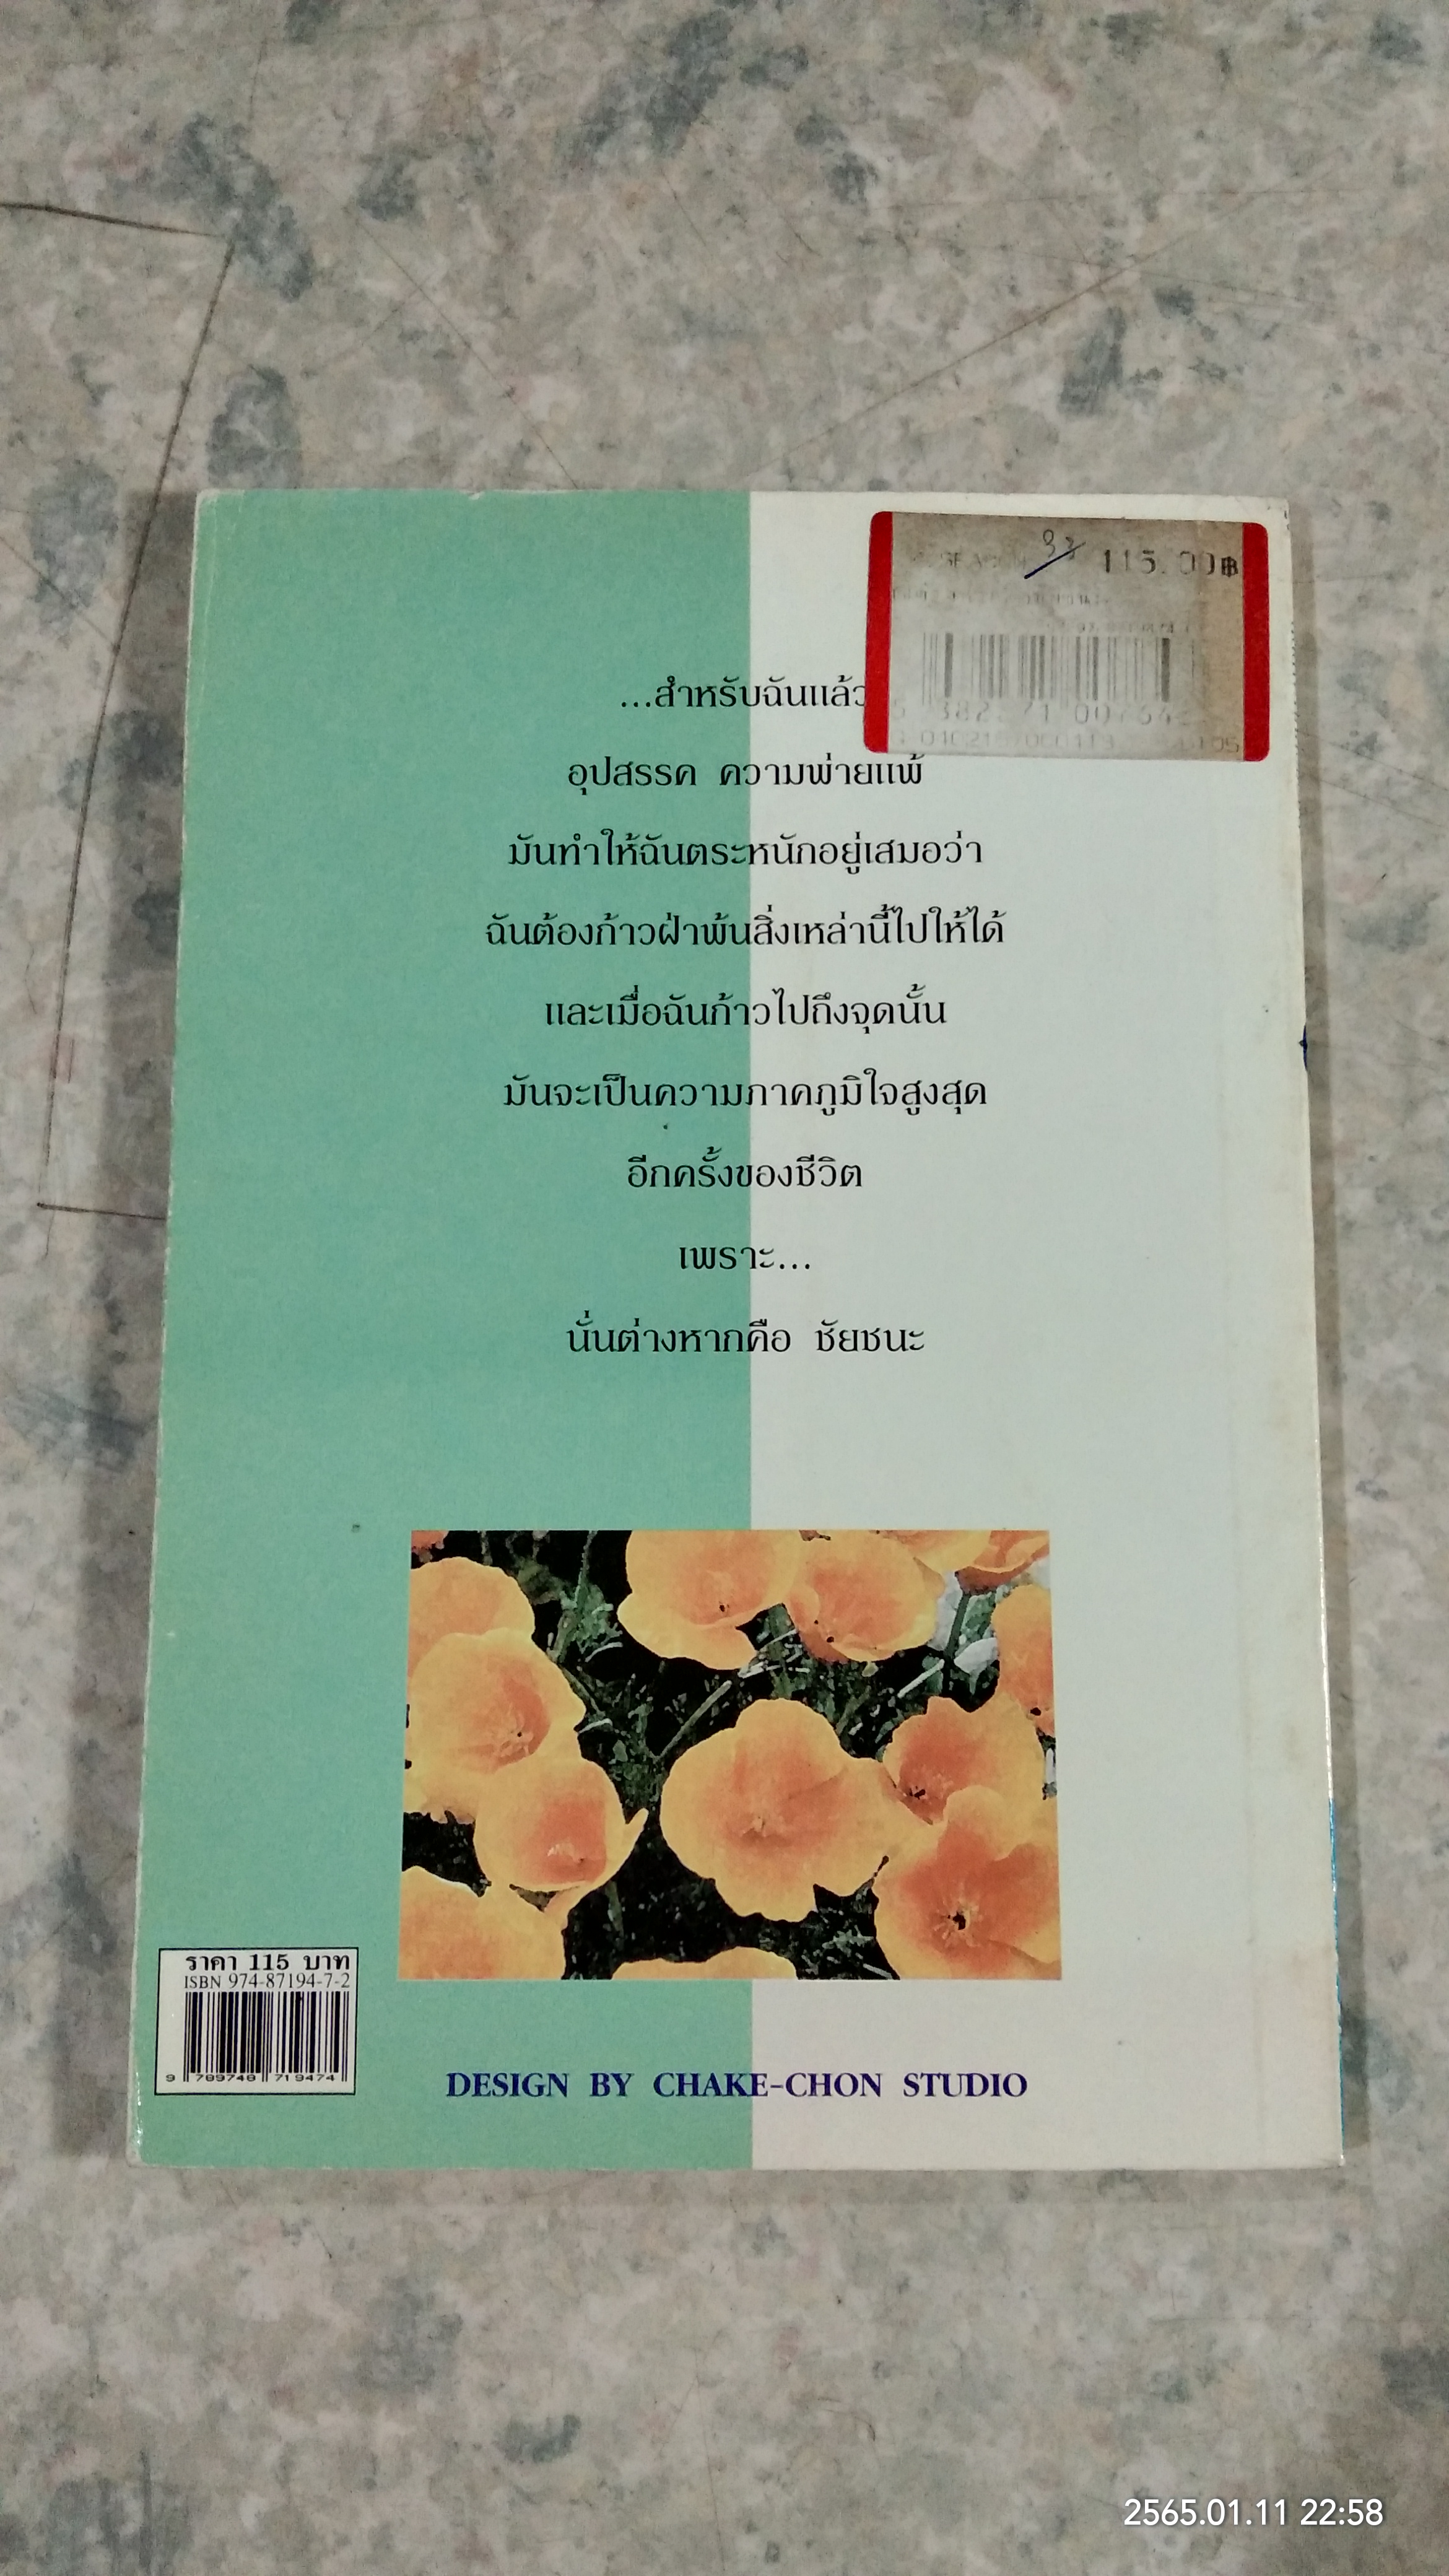 115.00฿
...สำหรับฉันแล้ว
อุปสรรค ความพ่ายแพ้
มันทำให้ฉันตระหนักอยู่เสมอว่า
ฉันต้องก้าวฝ่าพ้นสิ่งเหล่านี้ไปให้ได้
และเมื่อฉันก้าวไปถึงจุดนั้น
มันจะเป็นความภาคภูมิใจสูงสุด
อีกครั้งของชีวิต
เพราะ...
นั่นต่างหากคือ ชัยชนะ
ราคา 115 บาท
ISBN 974-87194-7-2
9 789748 719474
DESIGN BY CHAKE-CHON STUDIO
2565.01.11 22:58